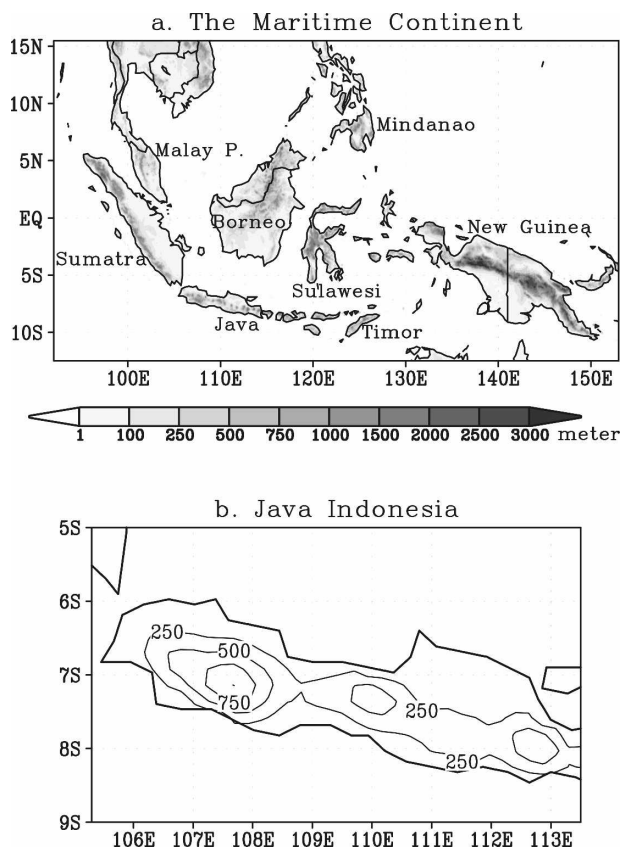 a. The Maritime Continent
15N
10N
5N
EQ
5S
10S
Mindanao
Malay P.
Borneo
New Guinea
Sumatra
Sulawesi
Java
Timor
100E 110E 120E 130E 140E 150E
1 100 250 500 750 1000 1500 2000 2500 3000 meter
b. Java Indonesia
5S
6S
7S
8S
9S
250
500
750
250
250
106E 107E 108E 109E 110E 111E 112E 113E